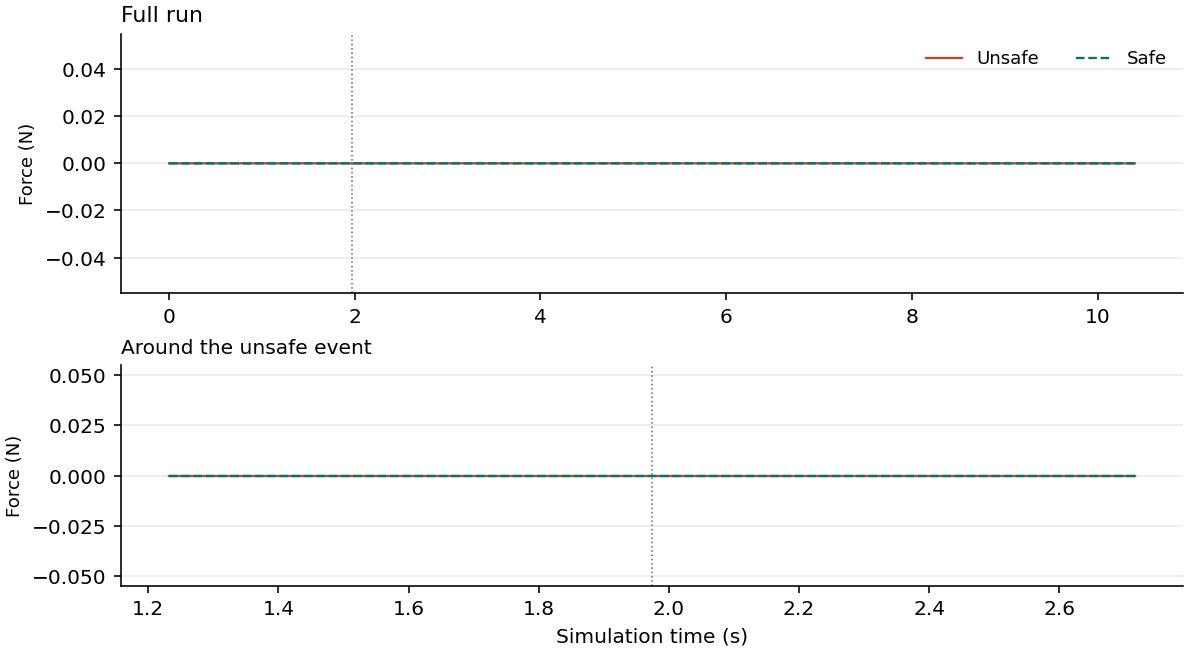 Full run
Unsafe
Safe
0.04
0.02
0.00
−0.02
−0.04
Force (N)
0 2 4 6 8 10
Around the unsafe event
0.050
0.025
0.000
−0.025
−0.050
Force (N)
1.2 1.4 1.6 1.8 2.0 2.2 2.4 2.6
Simulation time (s)